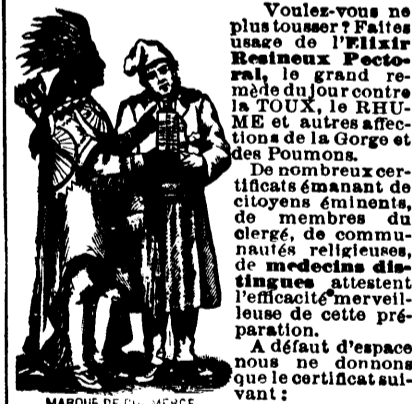 Voulez-vous ne
plus tousser ? Faites
usage de l'Elixir
Resineux Pecto-
ral, le grand re-
mède du jour contre
la TOUX, le RHU-
ME et autres affec-
tions de la Gorge et
des Poumons.
De nombreux cer-
tificats émanant de
citoyens éminents,
de membres du
clergé, de commu-
nautés religieuses,
de medecins dis-
tingues attestent
l'efficacité merveil-
leuse de cette pré-
paration.
A défaut d'espace
nous ne donnons
que le certificat sui-
vant :
MARQUE DE